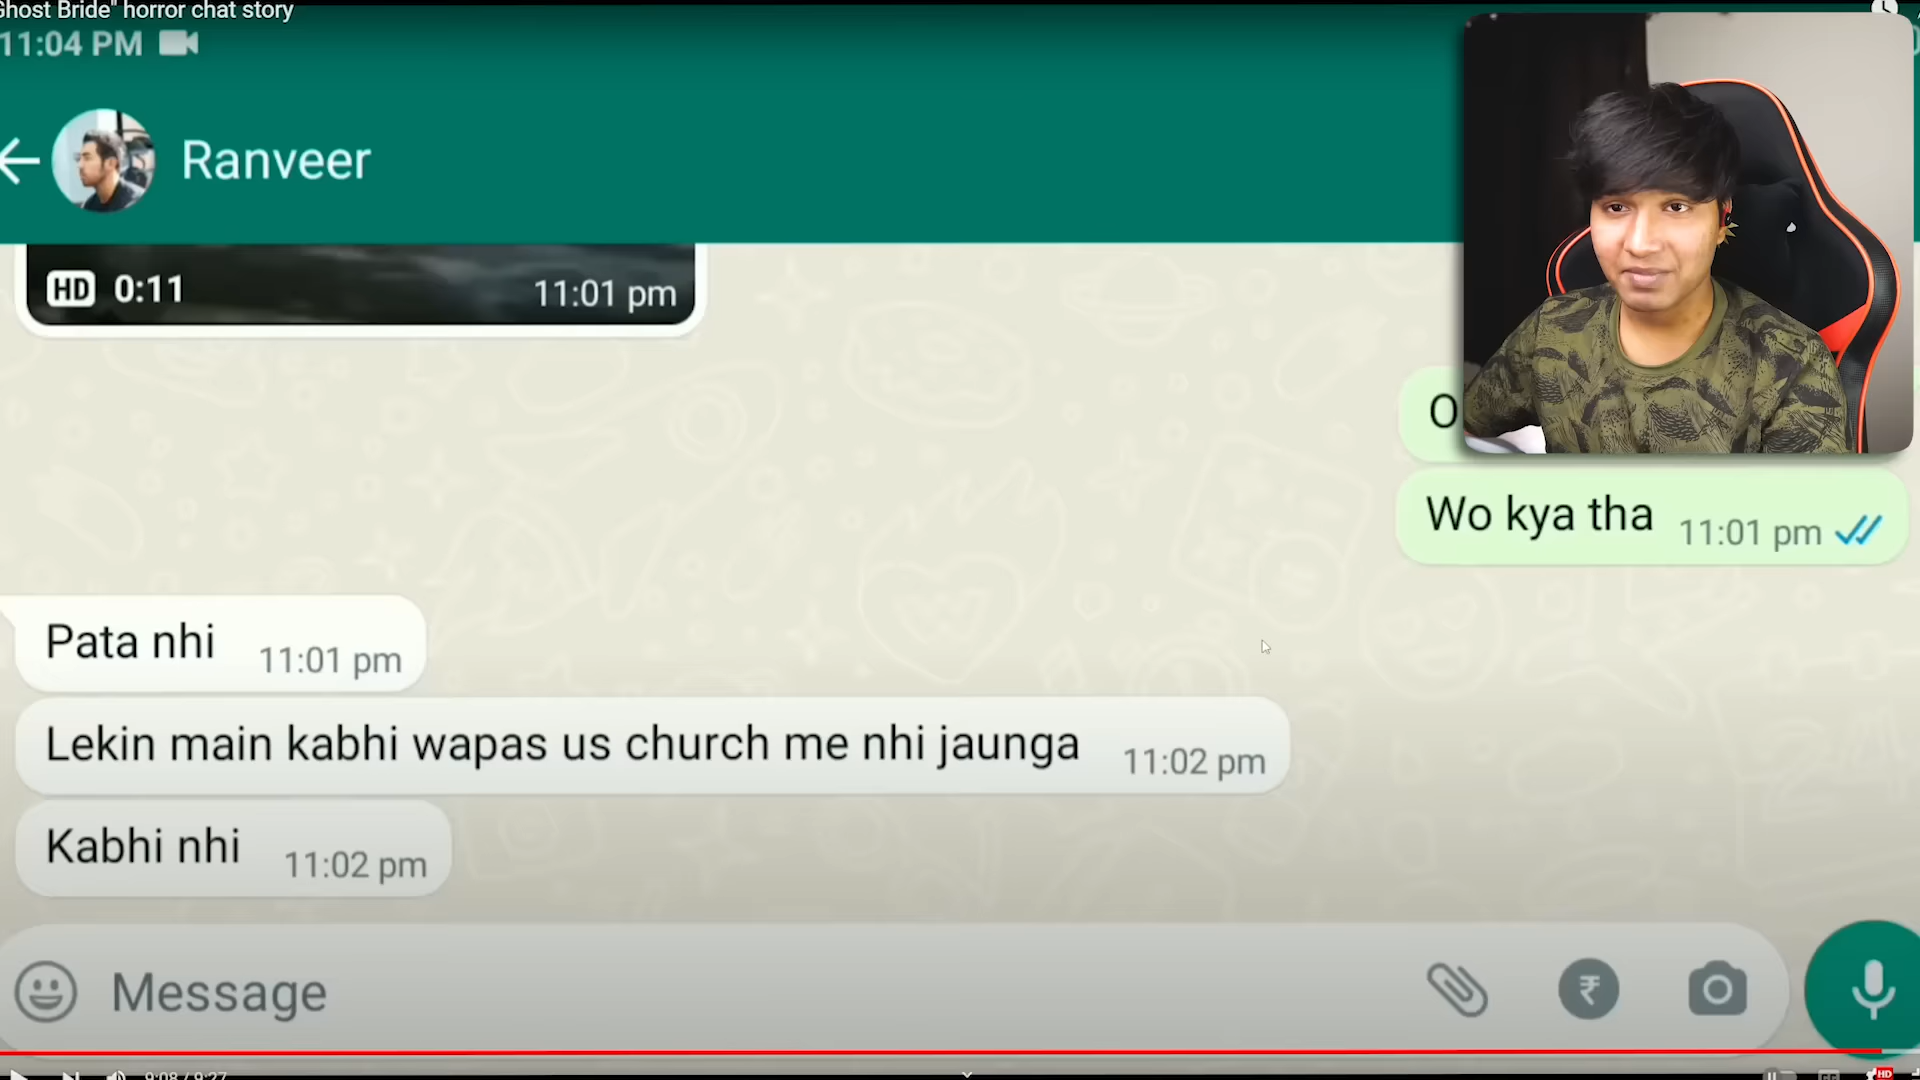 Ghost Bride" horror chat story
11:04 PM
Ranveer
HD 0:11 11:01 pm
O
Wo kya tha 11:01 pm
Pata nhi 11:01 pm
Lekin main kabhi wapas us church me nhi jaunga 11:02 pm
Kabhi nhi 11:02 pm
Message
9:08 / 9:27
HD